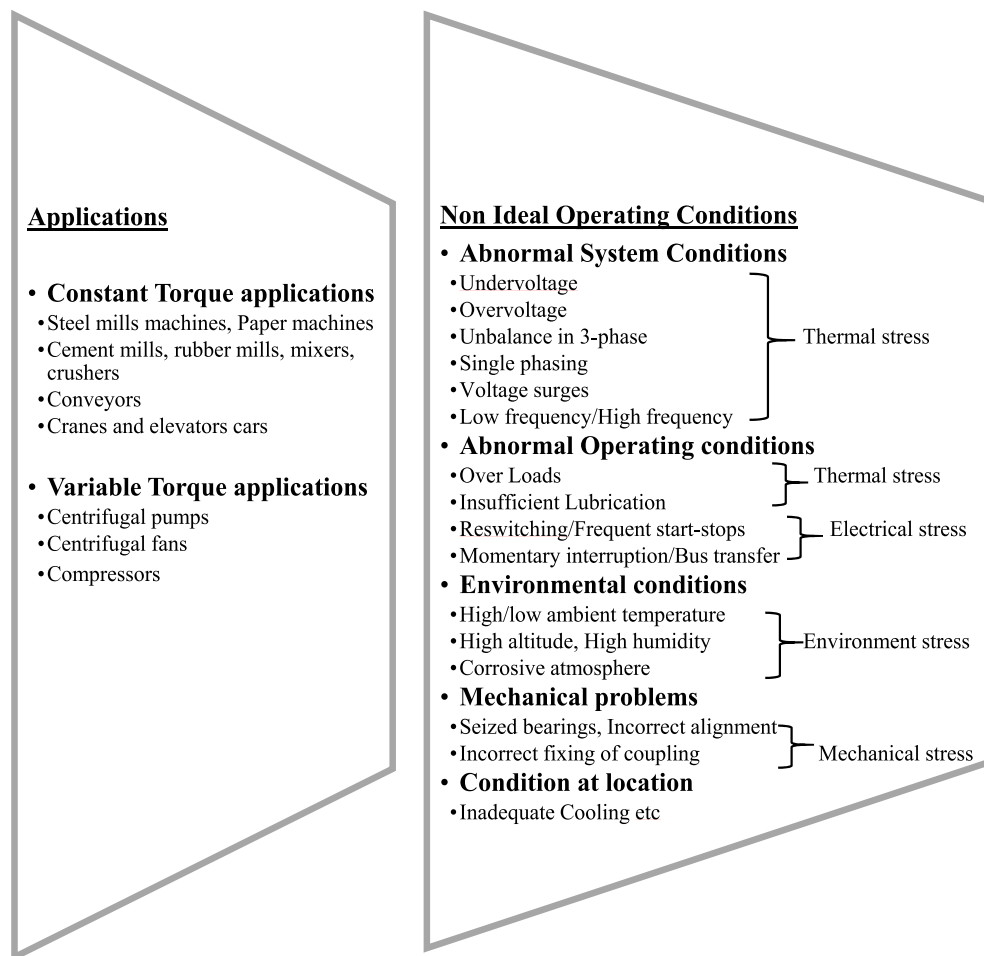 Applications
• Constant Torque applications
•Steel mills machines, Paper machines
•Cement mills, rubber mills, mixers,
crushers
•Conveyors
•Cranes and elevators cars
• Variable Torque applications
•Centrifugal pumps
•Centrifugal fans
•Compressors
Non Ideal Operating Conditions
• Abnormal System Conditions
•Undervoltage
•Overvoltage
•Unbalance in 3-phase
•Single phasing
•Voltage surges
•Low frequency/High frequency
Thermal stress
• Abnormal Operating conditions
•Over Loads
•Insufficient Lubrication
Thermal stress
•Reswitching/Frequent start-stops
•Momentary interruption/Bus transfer
Electrical stress
• Environmental conditions
•High/low ambient temperature
•High altitude, High humidity
•Corrosive atmosphere
Environment stress
• Mechanical problems
•Seized bearings, Incorrect alignment
•Incorrect fixing of coupling
Mechanical stress
• Condition at location
•Inadequate Cooling etc